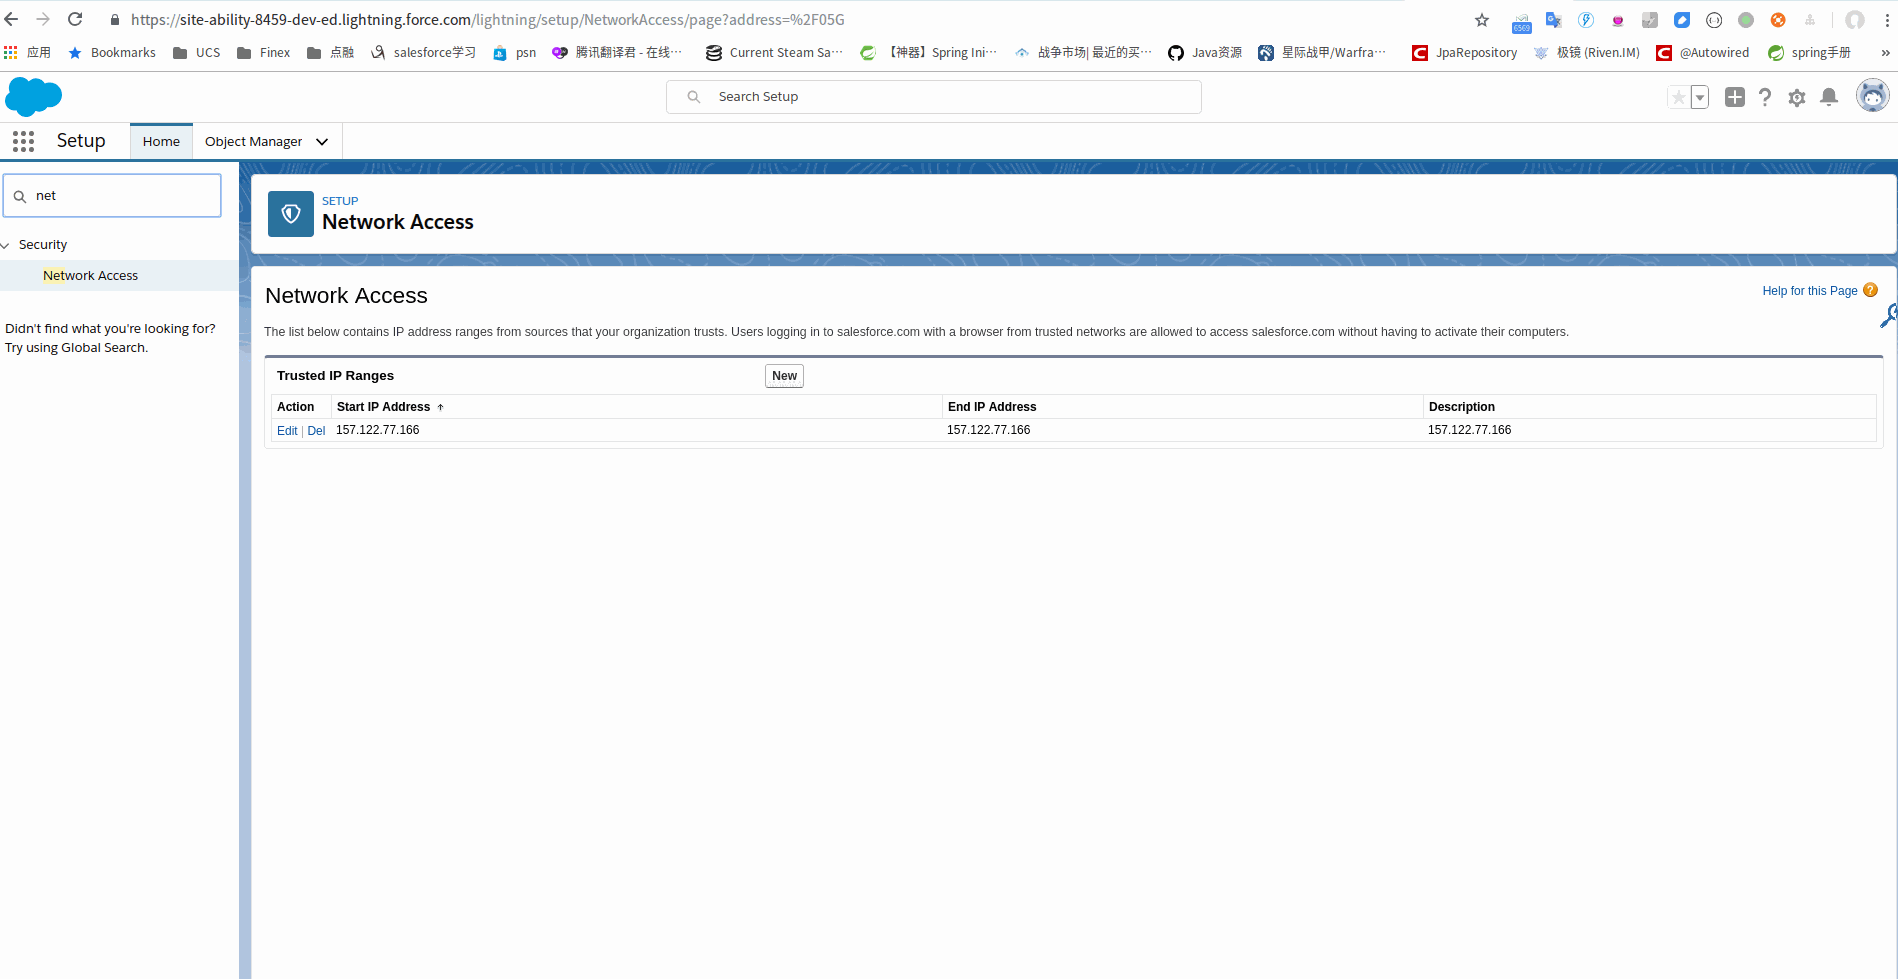 https://site-ability-8459-dev-ed.lightning.force.com/lightning/setup/NetworkAccess/page?address=%2F05G
6569
应用 Bookmarks UCS Finex 点融 salesforce学习 psn 腾讯翻译君 - 在线… Current Steam Sa… 【神器】Spring Ini… 战争市场| 最近的买… Java资源 星际战甲/Warfra… JpaRepository 极镜 (Riven.IM) @Autowired spring手册 »
Search Setup
Setup Home Object Manager
net
SETUP
Network Access
Security
Network Access
Didn't find what you're looking for?
Try using Global Search.
Network Access
Help for this Page ?
The list below contains IP address ranges from sources that your organization trusts. Users logging in to salesforce.com with a browser from trusted networks are allowed to access salesforce.com without having to activate their computers.
Trusted IP Ranges New
Action Start IP Address ↑ End IP Address Description
Edit | Del 157.122.77.166 157.122.77.166 157.122.77.166